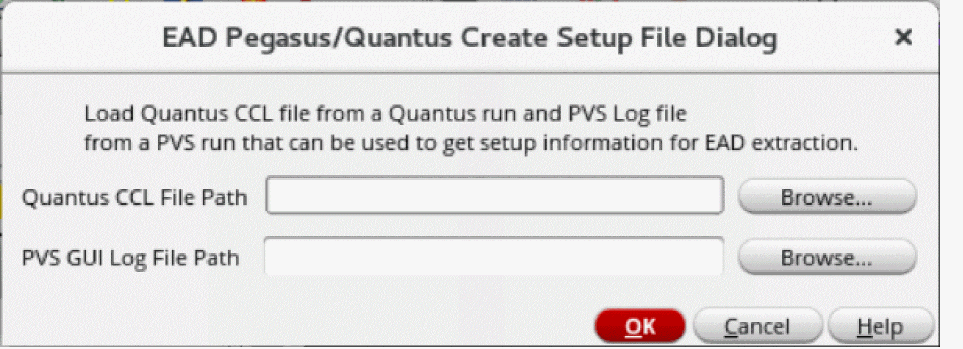 EAD Pegasus/Quantus Create Setup File Dialog
Load Quantus CCL file from a Quantus run and PVS Log file
from a PVS run that can be used to get setup information for EAD extraction.
Quantus CCL File Path Browse...
PVS GUI Log File Path Browse...
OK Cancel Help